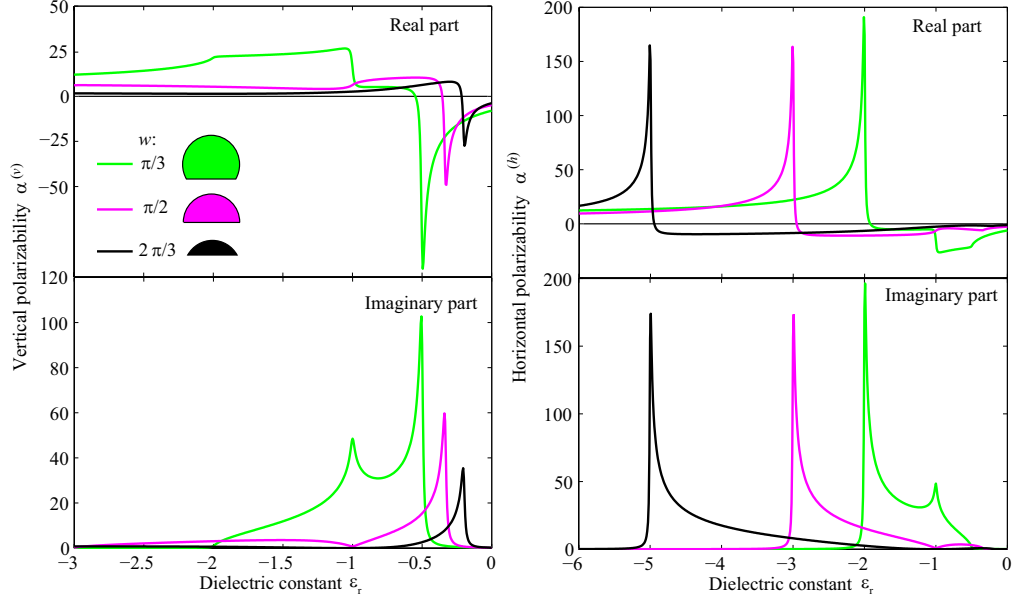 50
25
0
−25
−50
Real part
w:
π/3
π/2
2 π/3
Vertical polarizability α(v)
120
100
80
60
40
20
0
Imaginary part
−3 −2.5 −2 −1.5 −1 −0.5 0
Dielectric constant εr
200
150
100
50
0
Real part
Horizontal polarizability α(h)
200
150
100
50
0
Imaginary part
−6 −5 −4 −3 −2 −1 0
Dielectric constant εr